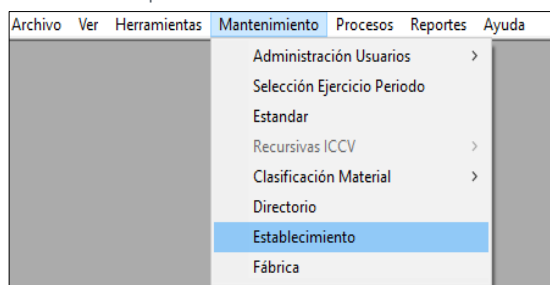 Archivo Ver Herramientas Mantenimiento Procesos Reportes Ayuda
Administración Usuarios >
Selección Ejercicio Periodo
Estandar
Recursivas ICCV >
Clasificación Material >
Directorio
Establecimiento
Fábrica